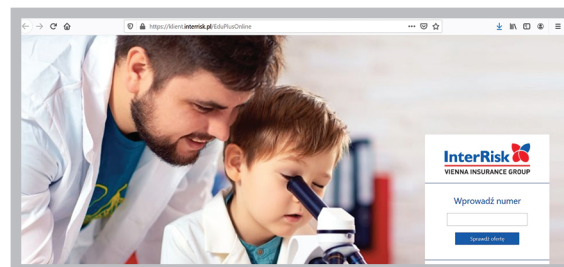 https://klient.interrisk.pl/EduPlusOnline
InterRisk
VIENNA INSURANCE GROUP
Wprowadź numer
Sprawdź oferty